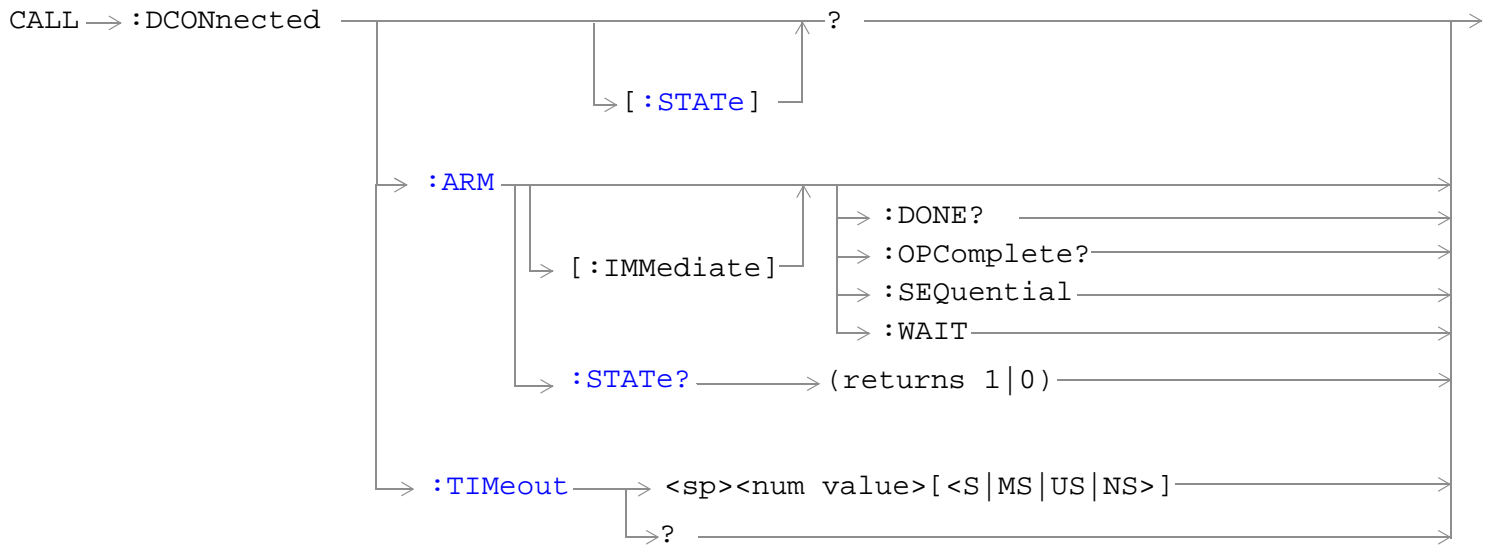 CALL :DCONnected ?
[:STATe]
:ARM
:DONE?
:OPComplete?
[:IMMediate]
:SEQuential
:WAIT
:STATe? (returns 1|0)
:TIMeout <sp><num value>[<S|MS|US|NS>]
?